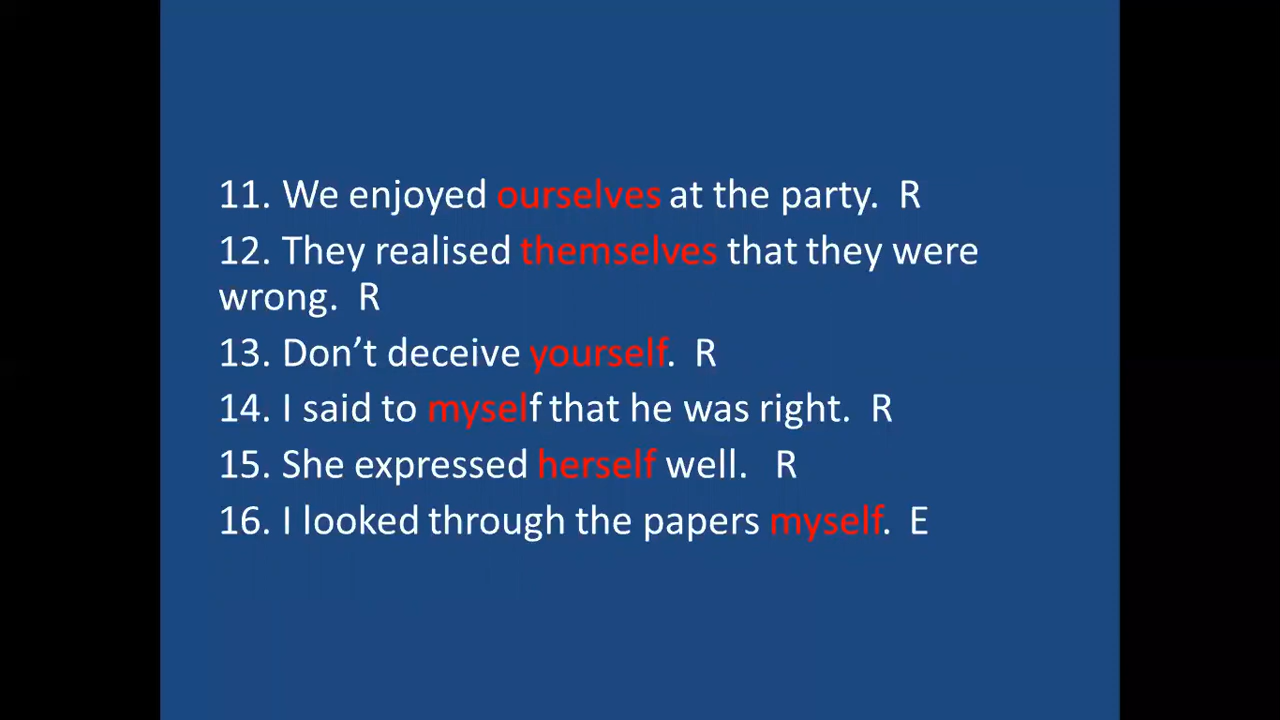 11. We enjoyed ourselves at the party.  R
12. They realised themselves that they were
wrong.  R
13. Don’t deceive yourself.  R
14. I said to myself that he was right.  R
15. She expressed herself well.   R
16. I looked through the papers myself.  E